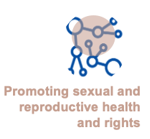 Promoting sexual and
reproductive health
and rights